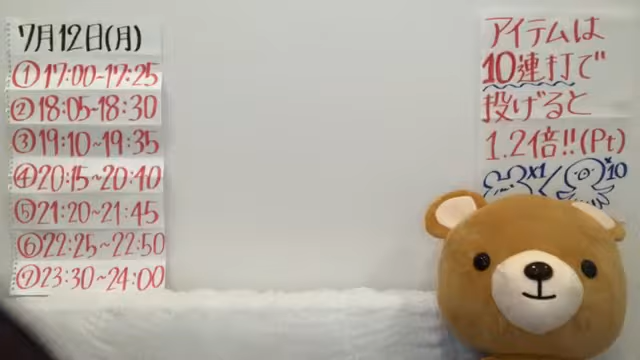 7月12日(月)
①17:00-17:25
②18:05-18:30
③19:10~19:35
④20:15~20:40
⑤21:20~21:45
⑥22:25~22:50
⑦23:30~24:00
アイテムは
10連打で
投げると
1.2倍!!(Pt)
x1
x10